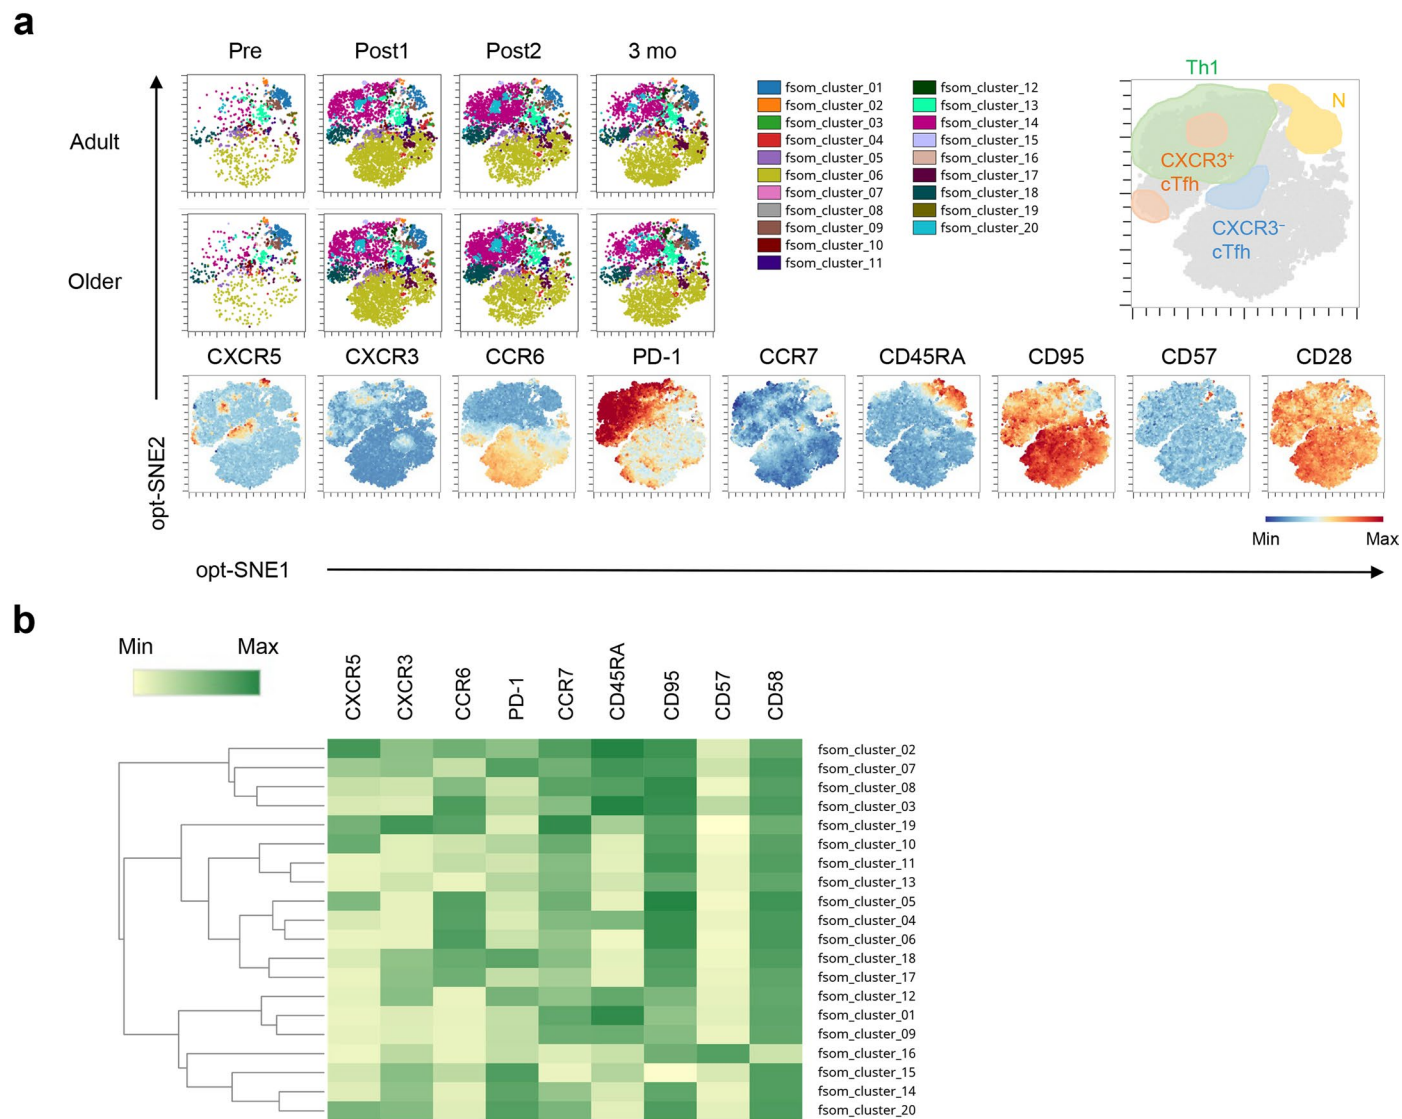 a
Pre Post1 Post2 3 mo
Adult
Older
fsom_cluster_01
fsom_cluster_02
fsom_cluster_03
fsom_cluster_04
fsom_cluster_05
fsom_cluster_06
fsom_cluster_07
fsom_cluster_08
fsom_cluster_09
fsom_cluster_10
fsom_cluster_11
fsom_cluster_12
fsom_cluster_13
fsom_cluster_14
fsom_cluster_15
fsom_cluster_16
fsom_cluster_17
fsom_cluster_18
fsom_cluster_19
fsom_cluster_20
Th1
N
CXCR3⁺
cTfh
CXCR3⁻
cTfh
CXCR5 CXCR3 CCR6 PD-1 CCR7 CD45RA CD95 CD57 CD28
opt-SNE2
Min Max
opt-SNE1
b
Min Max
CXCR5 CXCR3 CCR6 PD-1 CCR7 CD45RA CD95 CD57 CD58
fsom_cluster_02
fsom_cluster_07
fsom_cluster_08
fsom_cluster_03
fsom_cluster_19
fsom_cluster_10
fsom_cluster_11
fsom_cluster_13
fsom_cluster_05
fsom_cluster_04
fsom_cluster_06
fsom_cluster_18
fsom_cluster_17
fsom_cluster_12
fsom_cluster_01
fsom_cluster_09
fsom_cluster_16
fsom_cluster_15
fsom_cluster_14
fsom_cluster_20